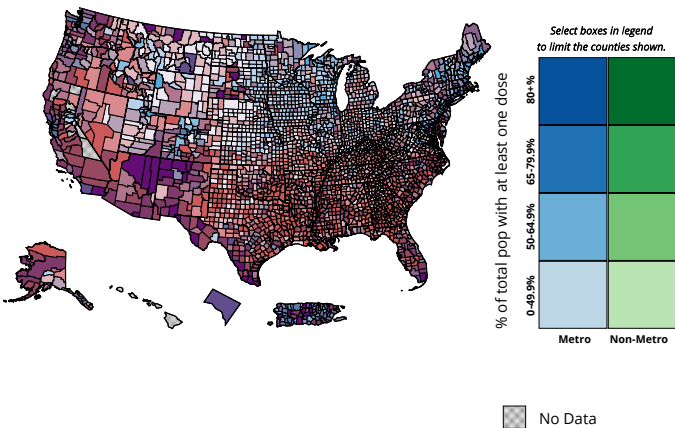 Select boxes in legend
to limit the counties shown.
% of total pop with at least one dose
80+%
65-79.9%
50-64.9%
0-49.9%
Metro
Non-Metro
No Data